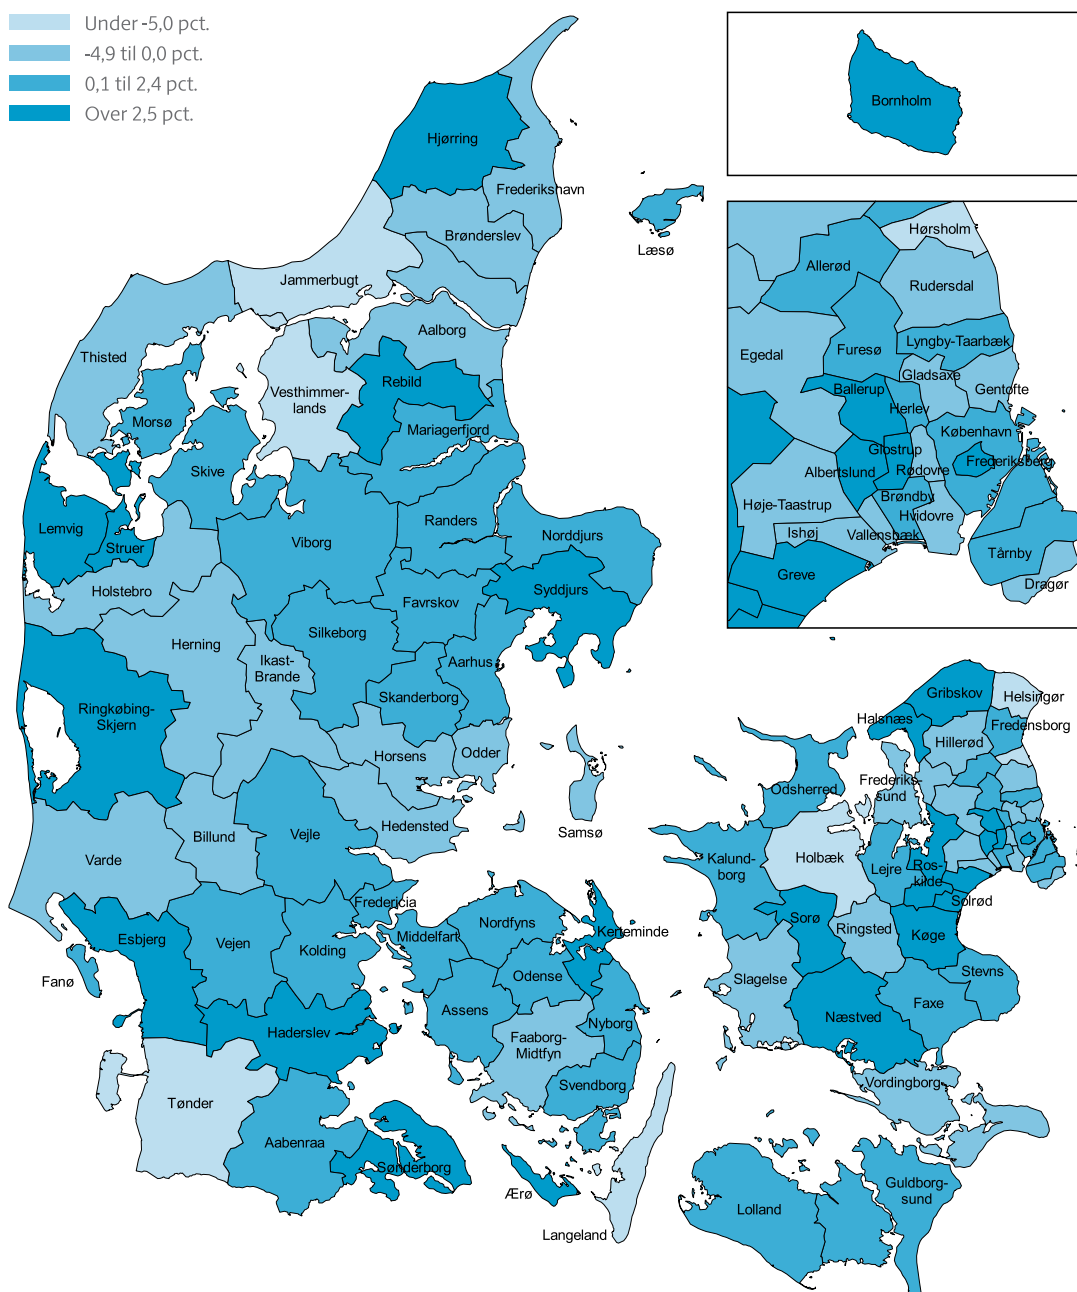 Under -5,0 pct.
-4,9 til 0,0 pct.
0,1 til 2,4 pct.
Over 2,5 pct.
Bornholm
Hjørring
Frederikshavn
Brønderslev
Læsø
Jammerbugt
Aalborg
Thisted
Vesthimmer-
lands
Rebild
Morsø
Mariagerfjord
Skive
Lemvig
Struer
Viborg
Randers
Norddjurs
Holstebro
Favrskov
Syddjurs
Silkeborg
Herning
Ikast-
Brande
Aarhus
Skanderborg
Ringkøbing-
Skjern
Horsens
Odder
Samsø
Hedensted
Billund
Vejle
Varde
Fredericia
Esbjerg
Vejen
Kolding
Middelfart
Nordfyns
Kerteminde
Fanø
Odense
Assens
Nyborg
Faaborg-
Midtfyn
Haderslev
Svendborg
Tønder
Aabenraa
Sønderborg
Ærø
Langeland
Hørsholm
Allerød
Rudersdal
Egedal
Furesø
Lyngby-Taarbæk
Gladsaxe
Gentofte
Ballerup
Herlev
København
Glostrup
Frederiksberg
Albertslund
Rødovre
Høje-Taastrup
Brøndby
Hvidovre
Ishøj
Vallensbæk
Tårnby
Greve
Dragør
Gribskov
Helsingør
Halsnæs
Fredensborg
Hillerød
Odsherred
Frederiks-
sund
Kalund-
borg
Holbæk
Lejre
Ros-
kilde
Solrød
Sorø
Ringsted
Køge
Slagelse
Stevns
Faxe
Næstved
Vordingborg
Guldborg-
sund
Lolland